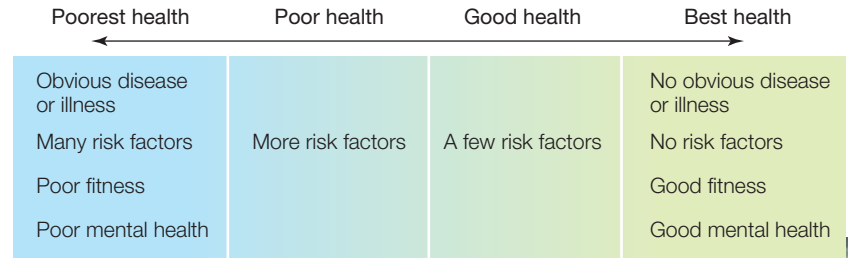 Poorest health Poor health Good health Best health
Obvious disease
or illness
Many risk factors
Poor fitness
Poor mental health
More risk factors
A few risk factors
No obvious disease
or illness
No risk factors
Good fitness
Good mental health